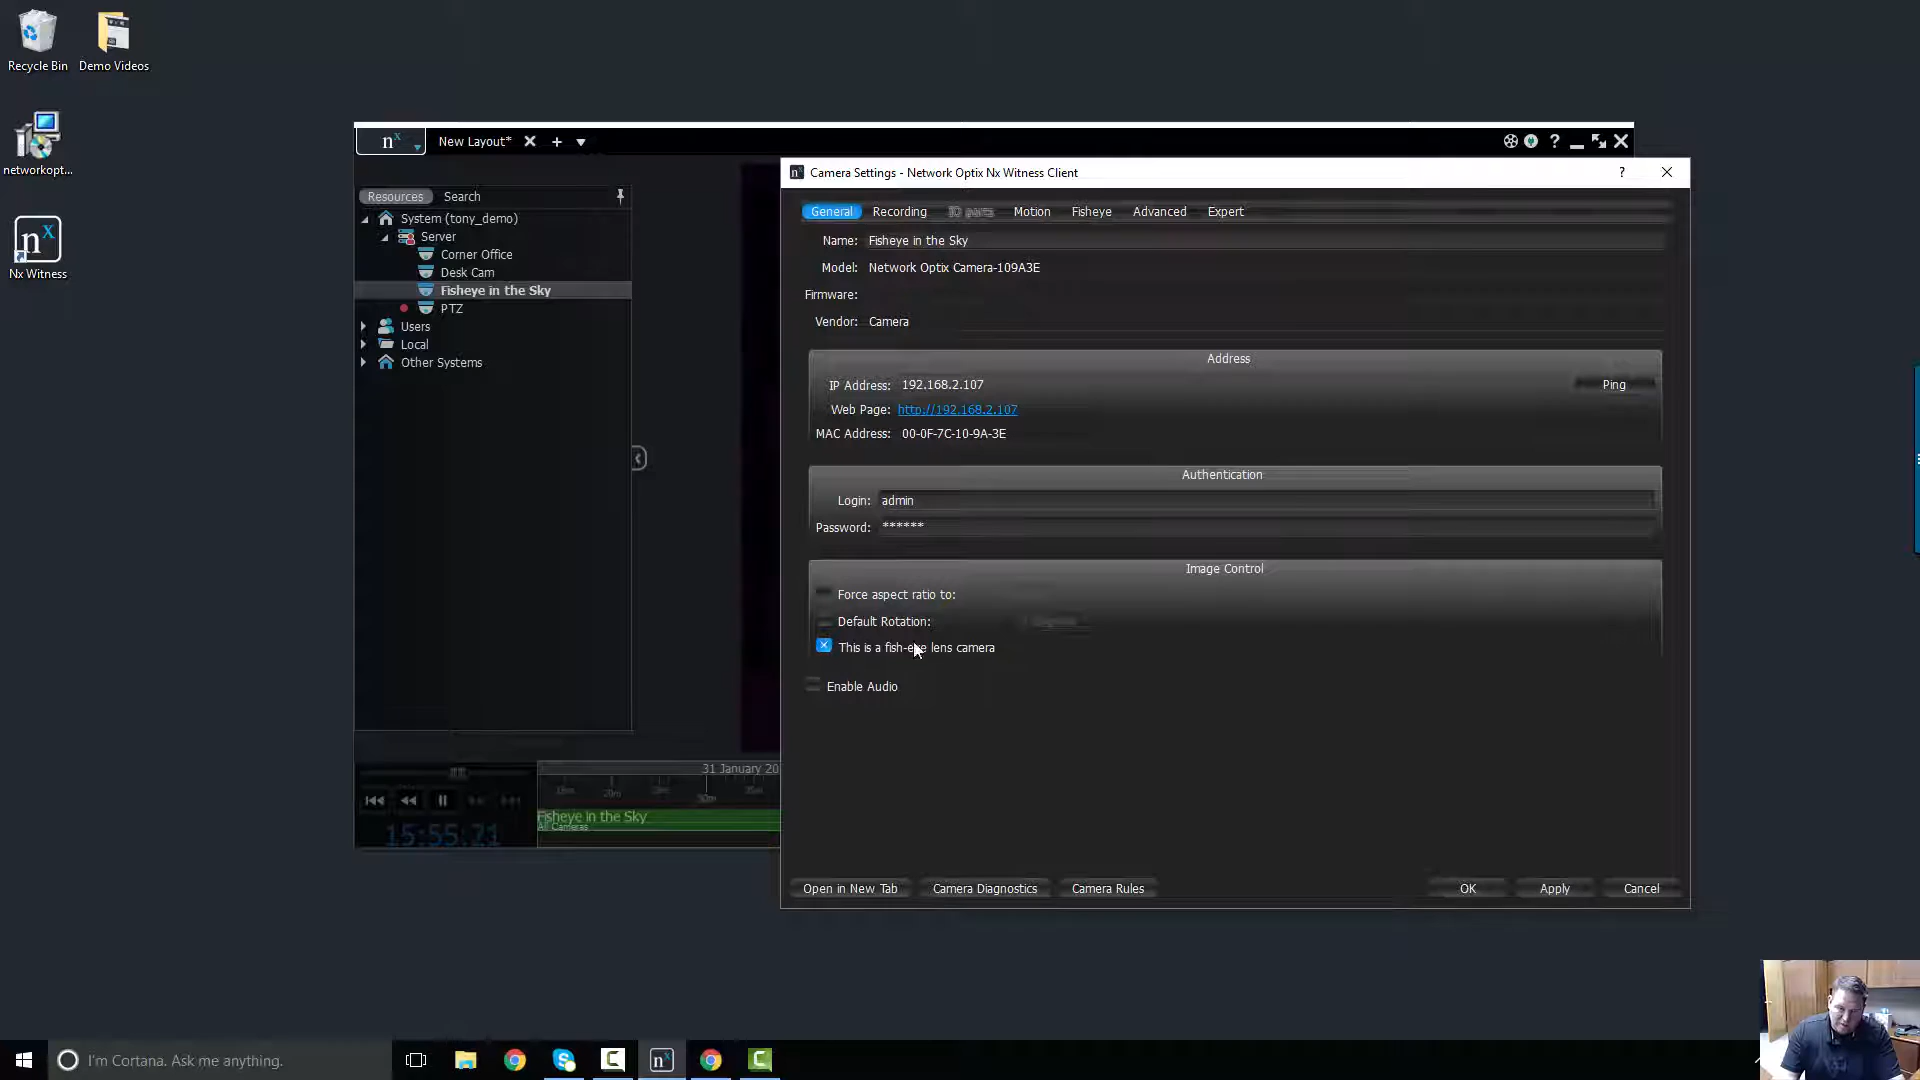 Recycle Bin
Demo Videos
networkopt...
Nx Witness
nx
New Layout*
?
Resources
Search
System (tony_demo)
Server
Corner Office
Desk Cam
Fisheye in the Sky
PTZ
Users
Local
Other Systems
31 January 20
Fisheye in the Sky
All Cameras
15:55:21
Camera Settings - Network Optix Nx Witness Client
?
General
Recording
Motion
Fisheye
Advanced
Expert
Name: Fisheye in the Sky
Model: Network Optix Camera-109A3E
Firmware:
Vendor: Camera
Address
IP Address: 192.168.2.107
Ping
Web Page: http://192.168.2.107
MAC Address: 00-0F-7C-10-9A-3E
Authentication
Login: admin
Password: ******
Image Control
Force aspect ratio to:
Default Rotation:
This is a fish-eye lens camera
Enable Audio
Open in New Tab
Camera Diagnostics
Camera Rules
OK
Apply
Cancel
I'm Cortana. Ask me anything.
nx